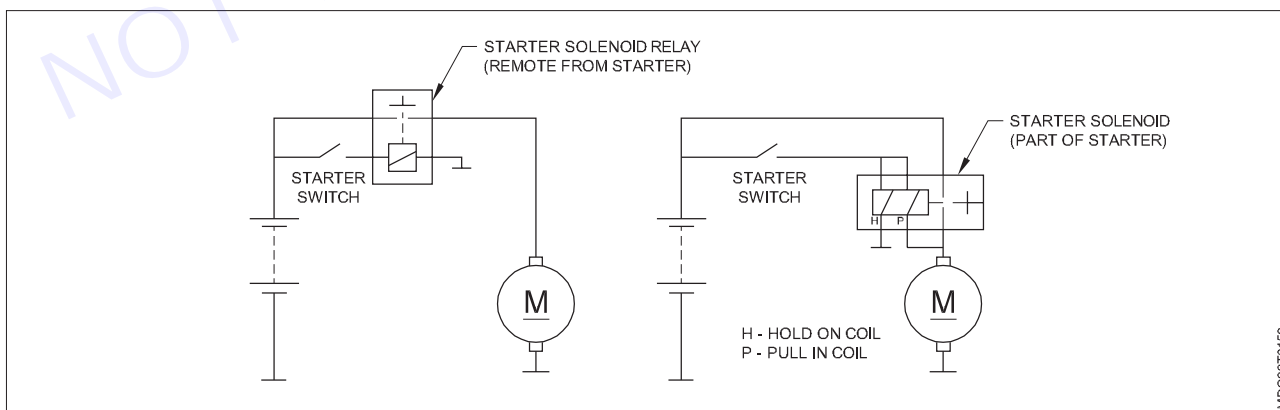 NOT
STARTER SOLENOID RELAY
(REMOTE FROM STARTER)
STARTER
SWITCH
M
STARTER SOLENOID
(PART OF STARTER)
STARTER
SWITCH
H P
M
H - HOLD ON COIL
P - PULL IN COIL